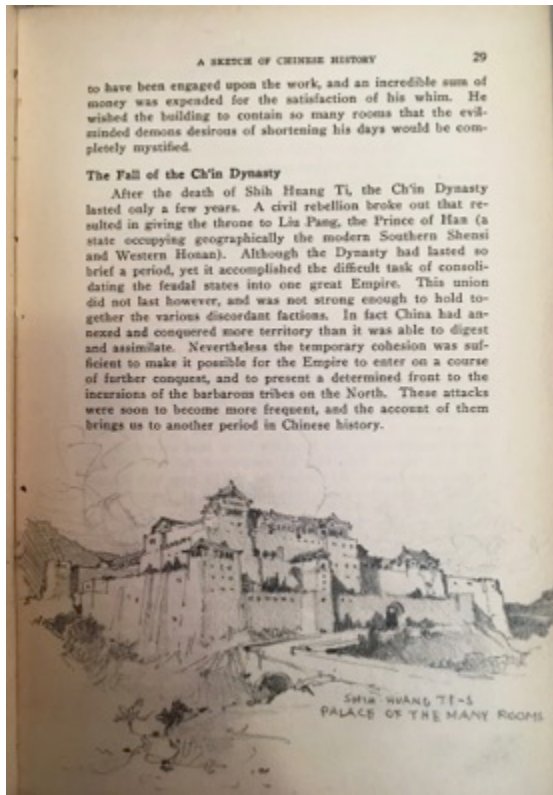 A SKETCH OF CHINESE HISTORY 29
to have been engaged upon the work, and an incredible sum of
money was expended for the satisfaction of his whim. He
wished the building to contain so many rooms that the evil-
minded demons desirous of shortening his days would be com-
pletely mystified.
The Fall of the Ch'in Dynasty
After the death of Shih Huang Ti, the Ch'in Dynasty
lasted only a few years. A civil rebellion broke out that re-
sulted in giving the throne to Liu Pang, the Prince of Han (a
state occupying geographically the modern Southern Shensi
and Western Honan). Although the Dynasty had lasted so
brief a period, yet it accomplished the difficult task of consoli-
dating the feudal states into one great Empire. This union
did not last however, and was not strong enough to hold to-
gether the various discordant factions. In fact China had an-
nexed and conquered more territory than it was able to digest
and assimilate. Nevertheless the temporary cohesion was suf-
ficient to make it possible for the Empire to enter on a course
of further conquest, and to present a determined front to the
incursions of the barbarous tribes on the North. These attacks
were soon to become more frequent, and the account of them
brings us to another period in Chinese history.
SHIH HUANG TI-S
PALACE OF THE MANY ROOMS